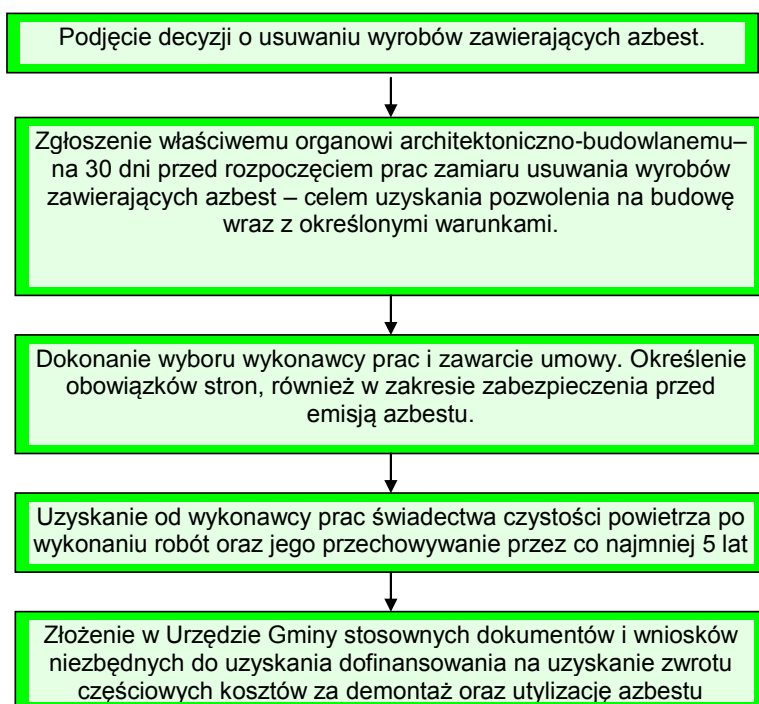 Podjęcie decyzji o usuwaniu wyrobów zawierających azbest.
Zgłoszenie właściwemu organowi architektoniczno-budowlanemu–
na 30 dni przed rozpoczęciem prac zamiaru usuwania wyrobów
zawierających azbest – celem uzyskania pozwolenia na budowę
wraz z określonymi warunkami.
Dokonanie wyboru wykonawcy prac i zawarcie umowy. Określenie
obowiązków stron, również w zakresie zabezpieczenia przed
emisją azbestu.
Uzyskanie od wykonawcy prac świadectwa czystości powietrza po
wykonaniu robót oraz jego przechowywanie przez co najmniej 5 lat
Złożenie w Urzędzie Gminy stosownych dokumentów i wniosków
niezbędnych do uzyskania dofinansowania na uzyskanie zwrotu
częściowych kosztów za demontaż oraz utylizację azbestu